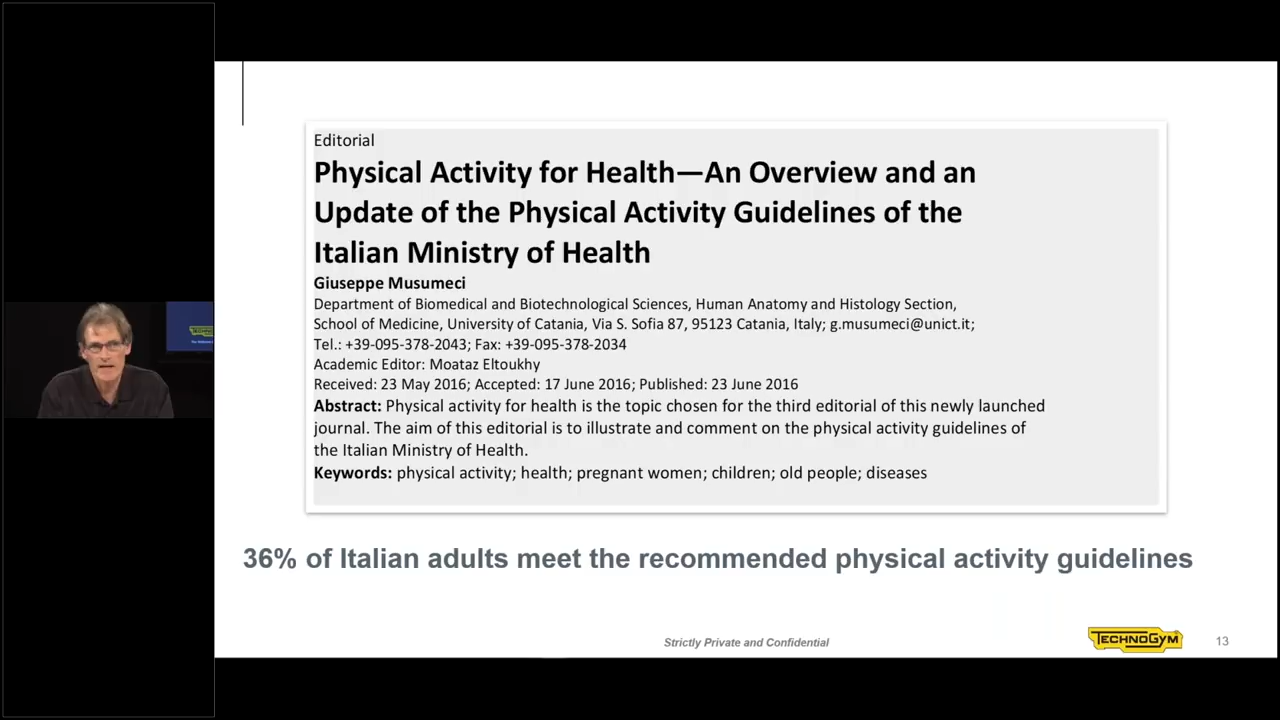 Editorial
Physical Activity for Health—An Overview and an
Update of the Physical Activity Guidelines of the
Italian Ministry of Health
Giuseppe Musumeci
Department of Biomedical and Biotechnological Sciences, Human Anatomy and Histology Section,
School of Medicine, University of Catania, Via S. Sofia 87, 95123 Catania, Italy; g.musumeci@unict.it;
Tel.: +39-095-378-2043; Fax: +39-095-378-2034
Academic Editor: Moataz Eltoukhy
Received: 23 May 2016; Accepted: 17 June 2016; Published: 23 June 2016
Abstract: Physical activity for health is the topic chosen for the third editorial of this newly launched
journal. The aim of this editorial is to illustrate and comment on the physical activity guidelines of
the Italian Ministry of Health.
Keywords: physical activity; health; pregnant women; children; old people; diseases
36% of Italian adults meet the recommended physical activity guidelines
Strictly Private and Confidential
TECHNOGYM
13